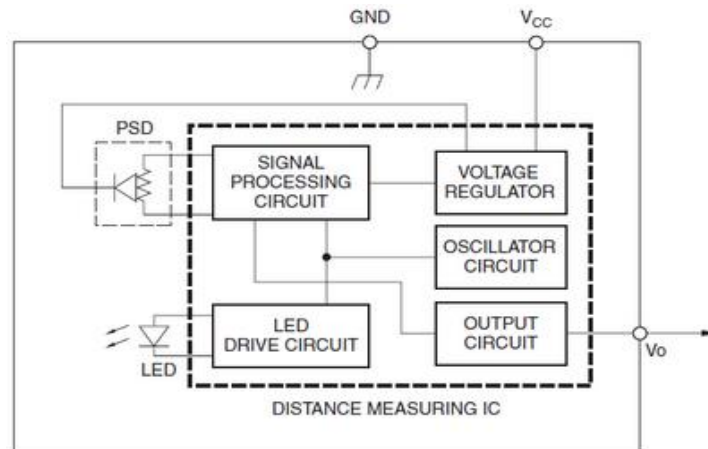 GND
V_CC
PSD
SIGNAL
PROCESSING
CIRCUIT
VOLTAGE
REGULATOR
OSCILLATOR
CIRCUIT
LED
DRIVE CIRCUIT
OUTPUT
CIRCUIT
LED
Vo
DISTANCE MEASURING IC